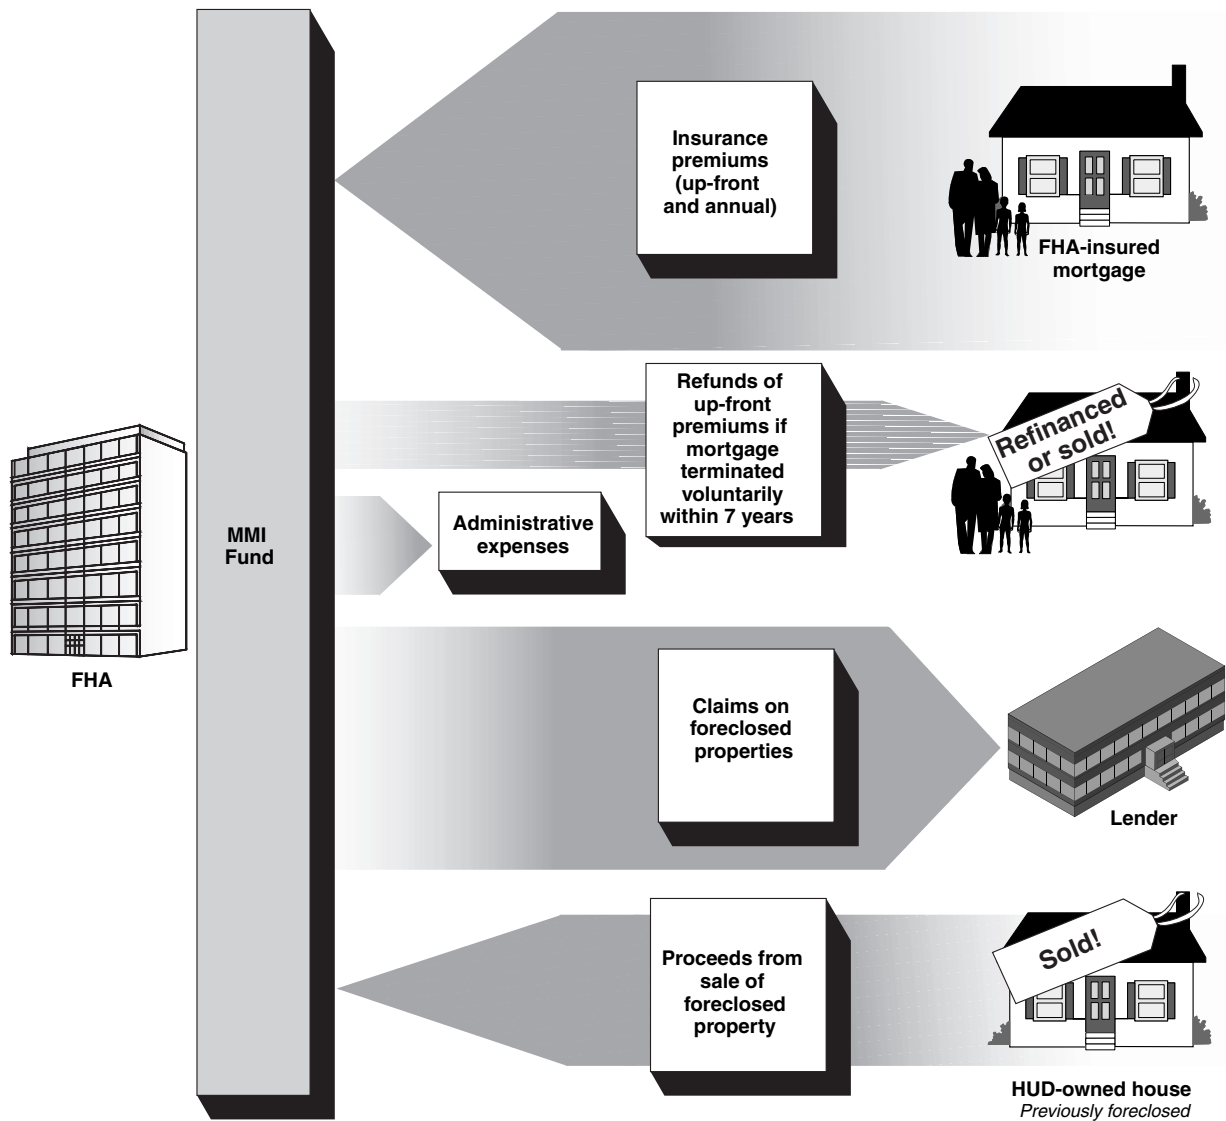 Insurance
premiums
(up-front
and annual)
FHA-insured
mortgage
Refunds of
up-front
premiums if
mortgage
terminated
voluntarily
within 7 years
Refinanced
or sold!
Administrative
expenses
MMI
Fund
FHA
Claims on
foreclosed
properties
Lender
Proceeds from
sale of
foreclosed
property
Sold!
HUD-owned house
Previously foreclosed